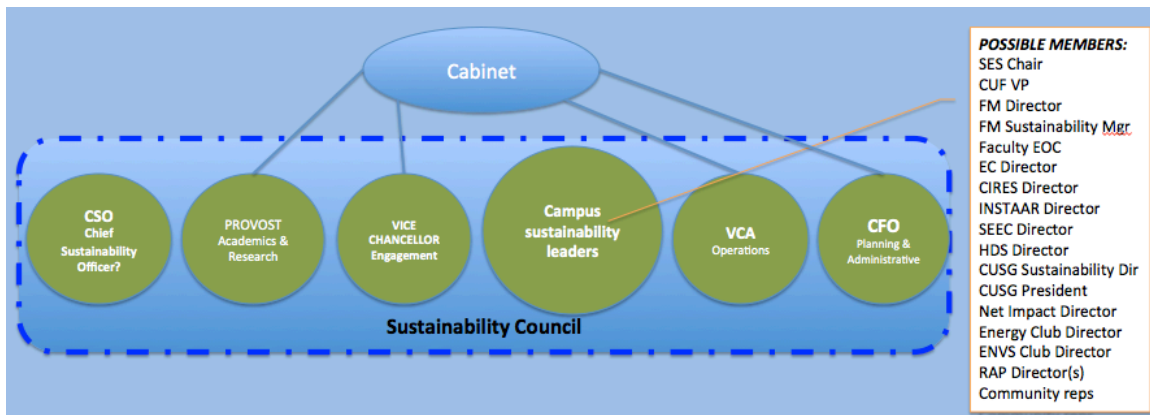 Cabinet
CSO
Chief
Sustainability
Officer?
PROVOST
Academics &
Research
VICE
CHANCELLOR
Engagement
Campus
sustainability
leaders
VCA
Operations
CFO
Planning &
Administrative
Sustainability Council
POSSIBLE MEMBERS:
SES Chair
CUF VP
FM Director
FM Sustainability Mgr
Faculty EOC
EC Director
CIRES Director
INSTAAR Director
SEEC Director
HDS Director
CUSG Sustainability Dir
CUSG President
Net Impact Director
Energy Club Director
ENVS Club Director
RAP Director(s)
Community reps